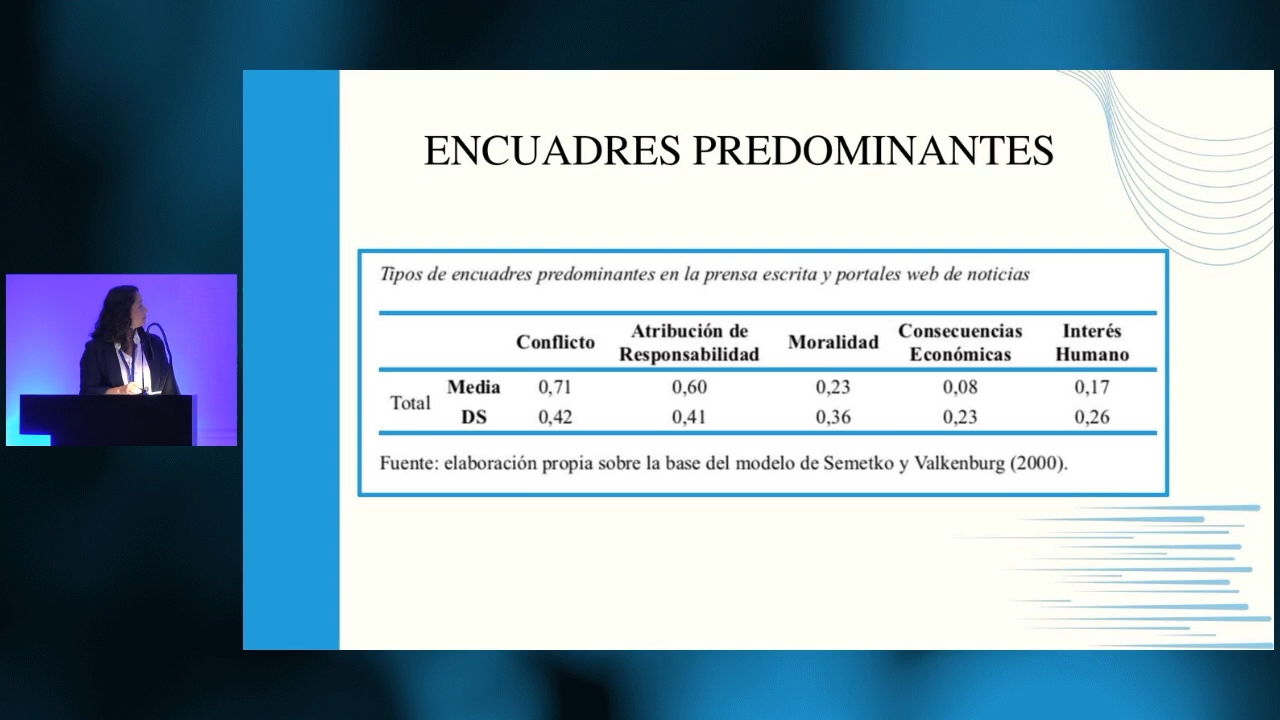 ENCUADRES PREDOMINANTES
Tipos de encuadres predominantes en la prensa escrita y portales web de noticias
Conflicto Atribución de Responsabilidad Moralidad Consecuencias Económicas Interés Humano
Total
Media 0,71 0,60 0,23 0,08 0,17
DS 0,42 0,41 0,36 0,23 0,26
Fuente: elaboración propia sobre la base del modelo de Semetko y Valkenburg (2000).